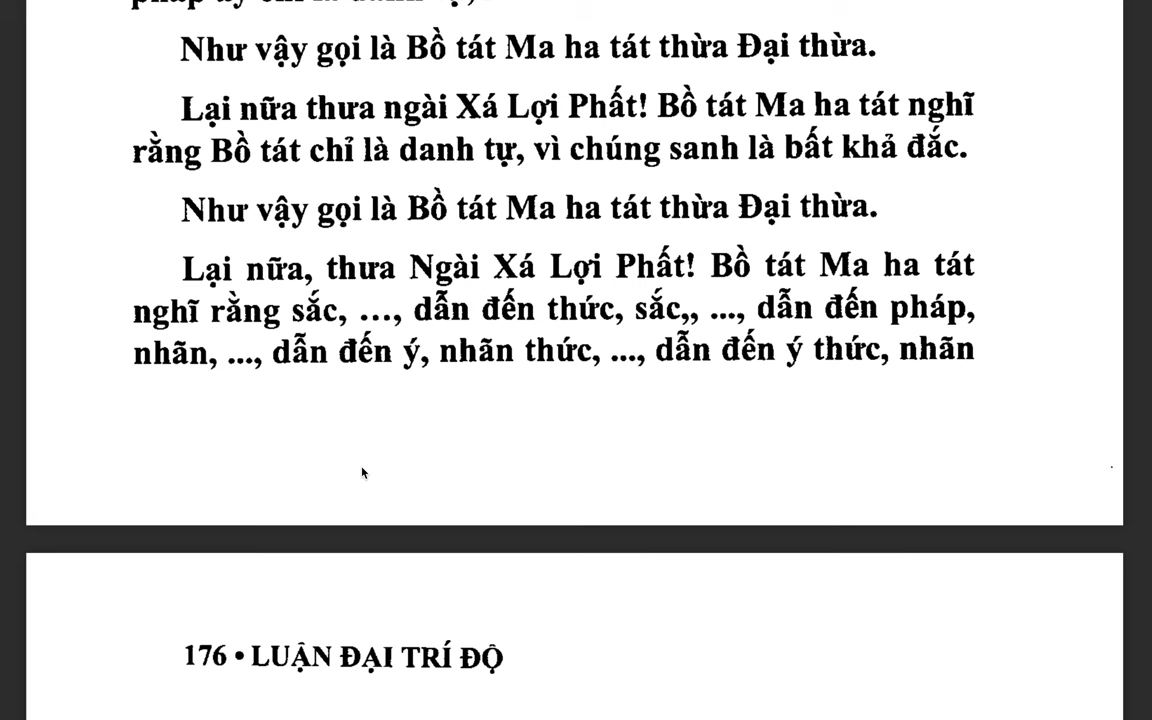 Như vậy gọi là Bồ tát Ma ha tát thừa Đại thừa.
Lại nữa thưa ngài Xá Lợi Phất! Bồ tát Ma ha tát nghĩ
rằng Bồ tát chỉ là danh tự, vì chúng sanh là bất khả đắc.
Như vậy gọi là Bồ tát Ma ha tát thừa Đại thừa.
Lại nữa, thưa Ngài Xá Lợi Phất! Bồ tát Ma ha tát
nghĩ rằng sắc, ..., dẫn đến thức, sắc,, ..., dẫn đến pháp,
nhãn, ..., dẫn đến ý, nhãn thức, ..., dẫn đến ý thức, nhãn
176 • LUẬN ĐẠI TRÍ ĐỘ